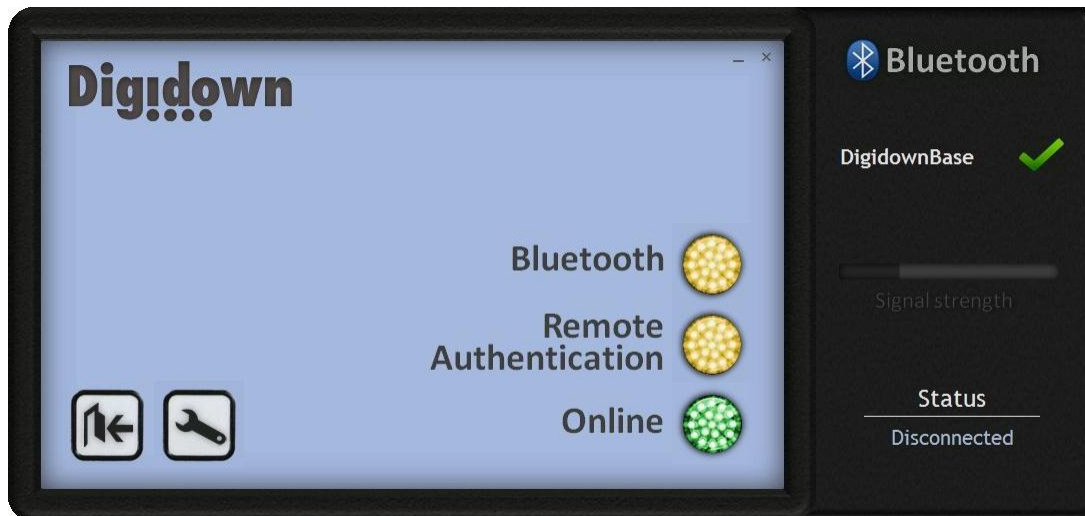 Digidown
Bluetooth
Remote
Authentication
Online
Bluetooth
DigidownBase
Signal strength
Status
Disconnected